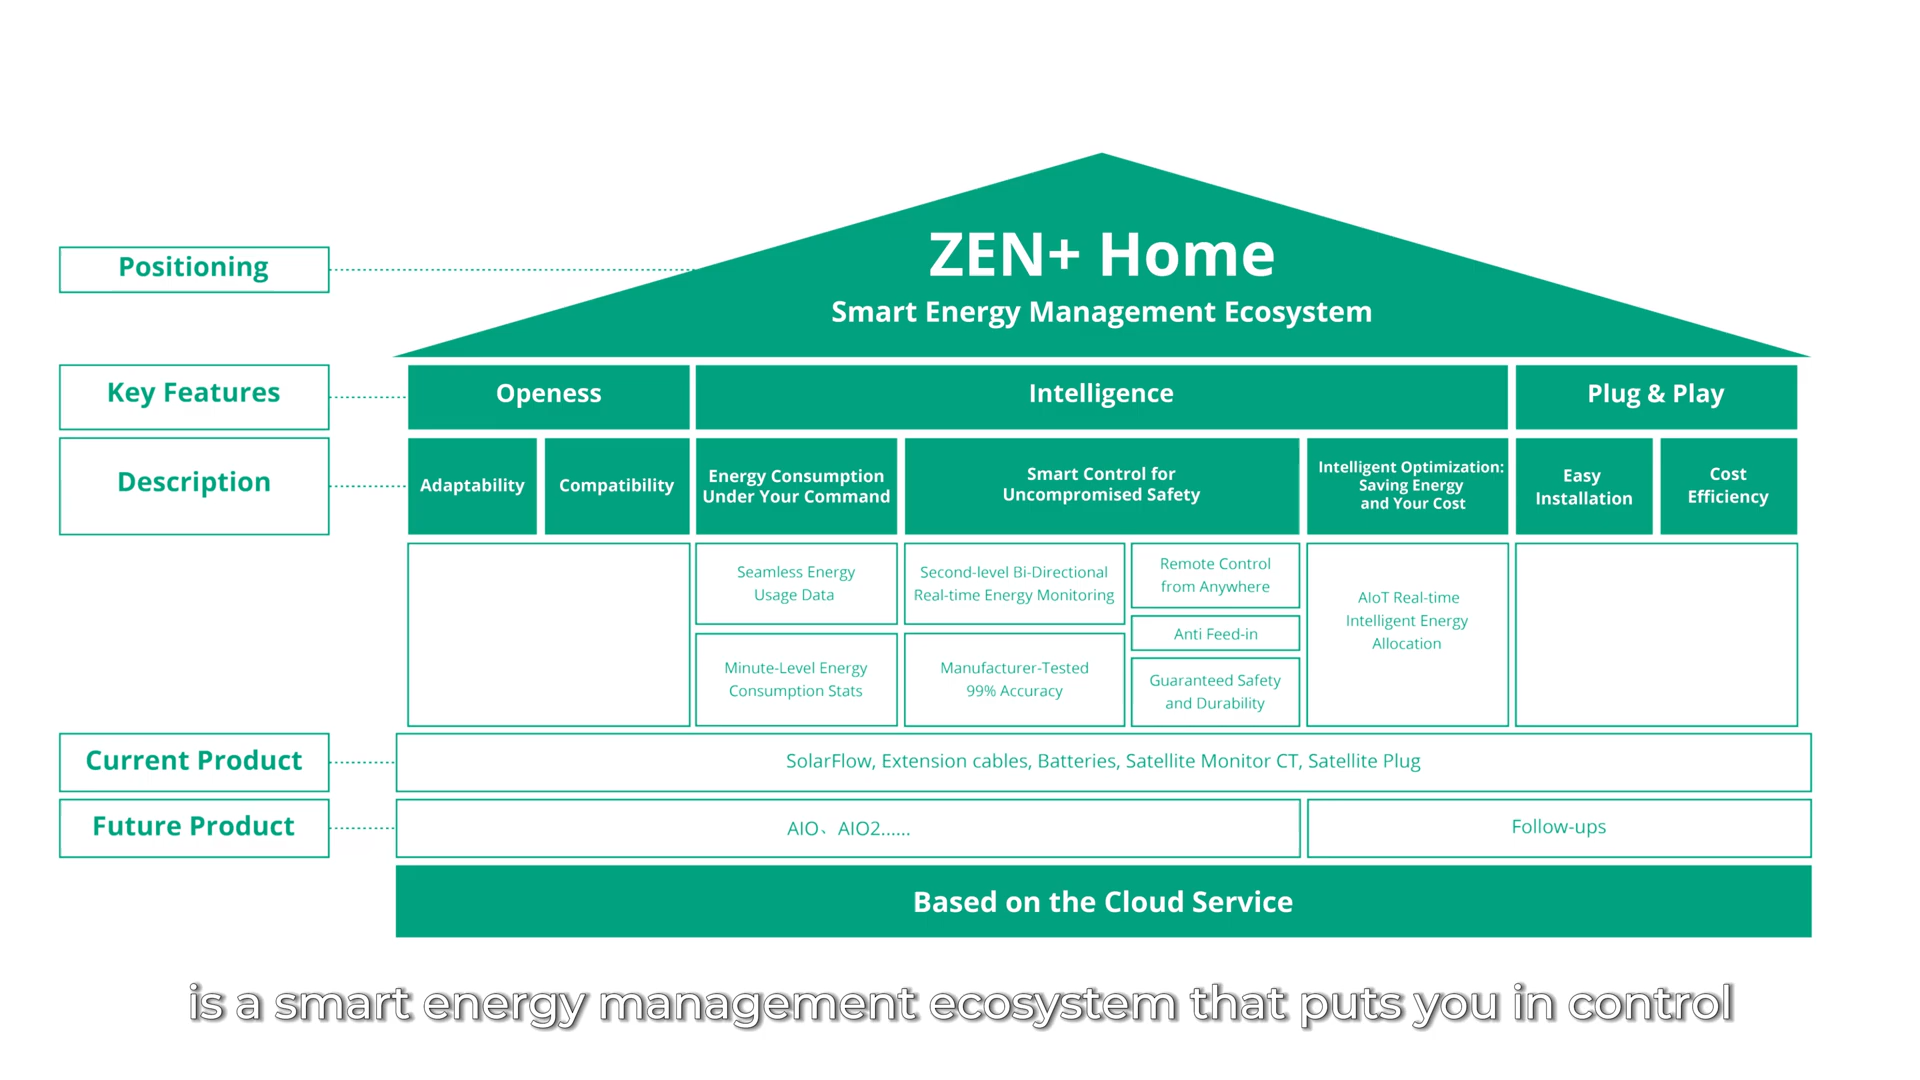 Positioning
ZEN+ Home
Smart Energy Management Ecosystem
Key Features
Openess
Intelligence
Plug & Play
Description
Adaptability
Compatibility
Energy Consumption
Under Your Command
Smart Control for
Uncompromised Safety
Intelligent Optimization:
Saving Energy
and Your Cost
Easy
Installation
Cost
Efficiency
Seamless Energy
Usage Data
Minute-Level Energy
Consumption Stats
Second-level Bi-Directional
Real-time Energy Monitoring
Manufacturer-Tested
99% Accuracy
Remote Control
from Anywhere
Anti Feed-in
Guaranteed Safety
and Durability
AIoT Real-time
Intelligent Energy
Allocation
Current Product
SolarFlow, Extension cables, Batteries, Satellite Monitor CT, Satellite Plug
Future Product
AIO、AIO2......
Follow-ups
Based on the Cloud Service
is a smart energy management ecosystem that puts you in control